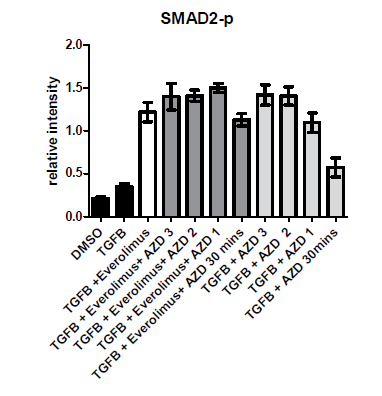 SMAD2-p
relative intensity
2.0
1.5
1.0
0.5
0.0
DMSO
TGFB
TGFB +Everolimus
TGFB + Everolimus+ AZD 3
TGFB + Everolimus+ AZD 2
TGFB + Everolimus+ AZD 1
TGFB + Everolimus+ AZD 30 mins
TGFB + AZD 3
TGFB + AZD 2
TGFB + AZD 1
TGFB + AZD 30mins